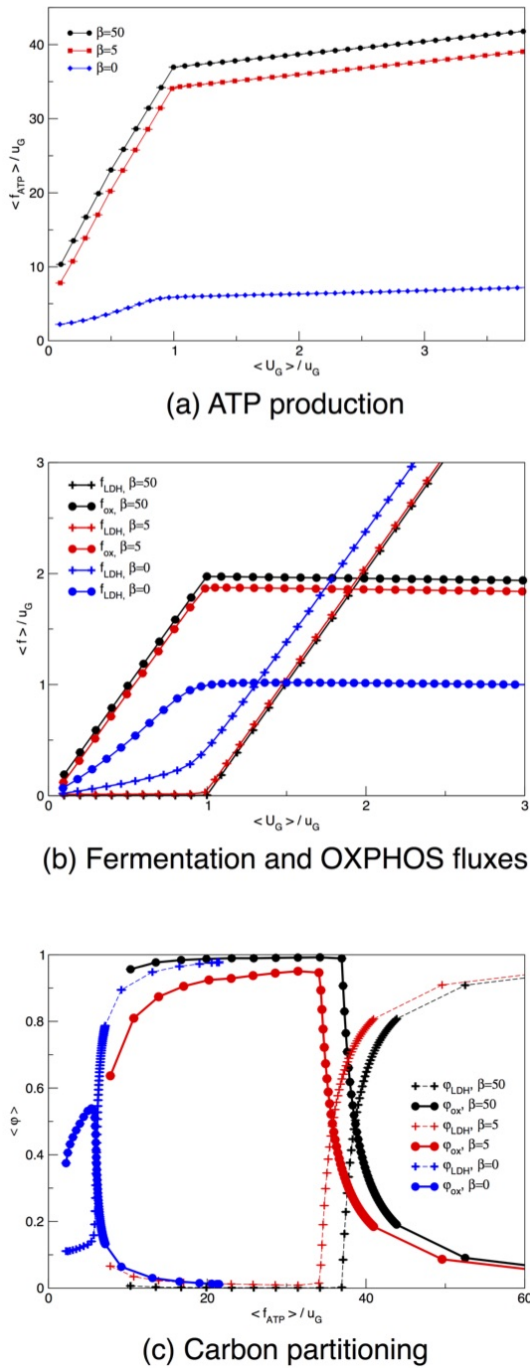 β=50
β=5
β=0
40
30
20
10
0
< f_ATP > / u_G
0 1 2 3
< U_G > / u_G
(a) ATP production
f_LDH, β=50
f_ox, β=50
f_LDH, β=5
f_ox, β=5
f_LDH, β=0
f_LDH, β=0
3
2
1
0
< f > / u_G
0 1 2 3
< U_G > / u_G
(b) Fermentation and OXPHOS fluxes
1
0.8
0.6
0.4
0.2
0
< φ >
φ_LDH, β=50
φ_ox, β=50
φ_LDH, β=5
φ_ox, β=5
φ_LDH, β=0
φ_ox, β=0
0 20 40 60
< f_ATP > / u_G
(c) Carbon partitioning